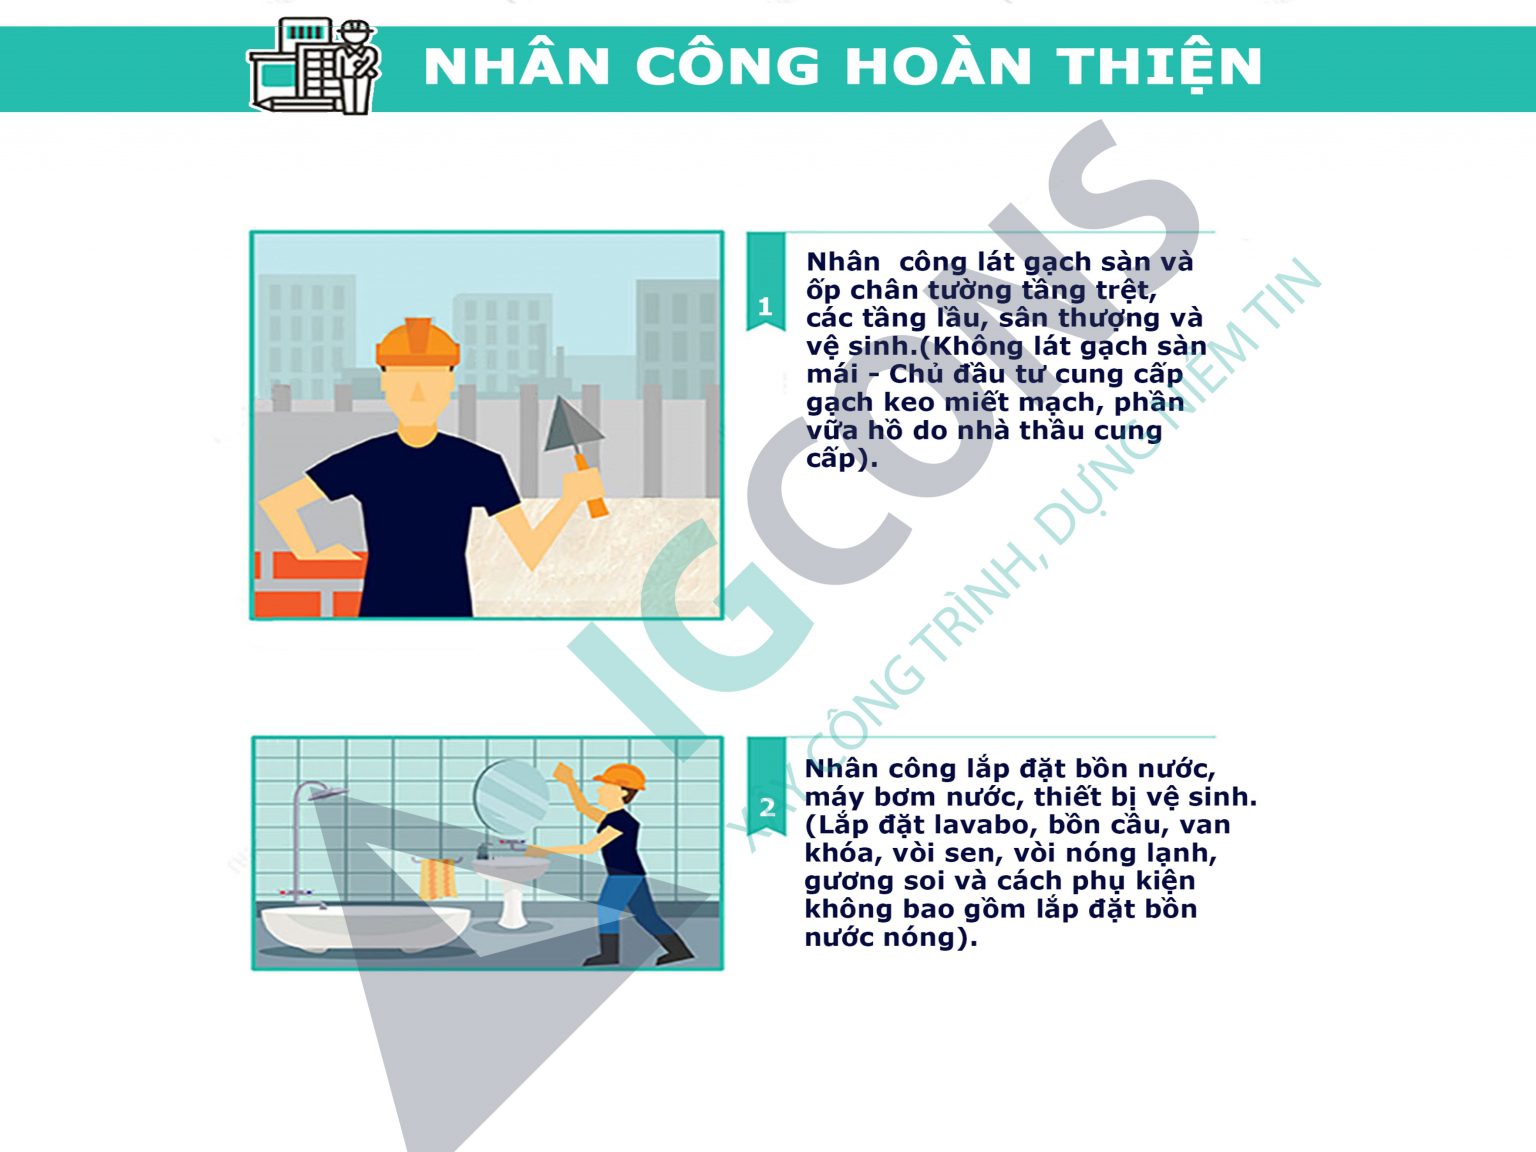 NHÂN CÔNG HOÀN THIỆN
1
Nhân  công lát gạch sàn và
ốp chân tường tầng trệt,
các tầng lầu, sân thượng và
vệ sinh.(Không lát gạch sàn
mái - Chủ đầu tư cung cấp
gạch keo miết mạch, phần
vữa hồ do nhà thầu cung
cấp).
2
Nhân công lắp đặt bồn nước,
máy bơm nước, thiết bị vệ sinh.
(Lắp đặt lavabo, bồn cầu, van
khóa, vòi sen, vòi nóng lạnh,
gương soi và cách phụ kiện
không bao gồm lắp đặt bồn
nước nóng).
IGCONS
XÂY CÔNG TRÌNH, DỰNG NIỀM TIN